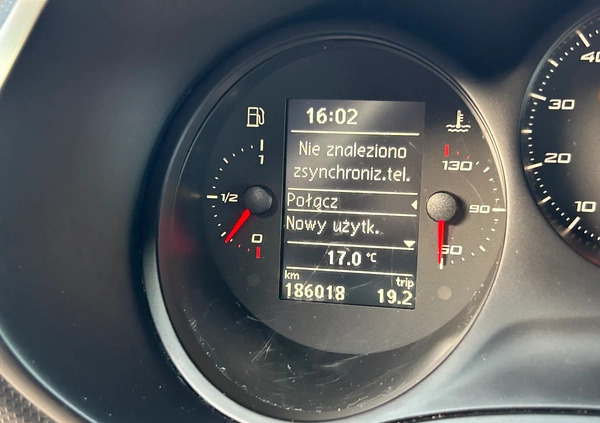 16:02
Nie znaleziono
zsynchroniz.tel.
Połącz
Nowy użytk.
17.0 °C
km trip
186018 19.2
1
1/2
0
130
90
50
40
30
20
10